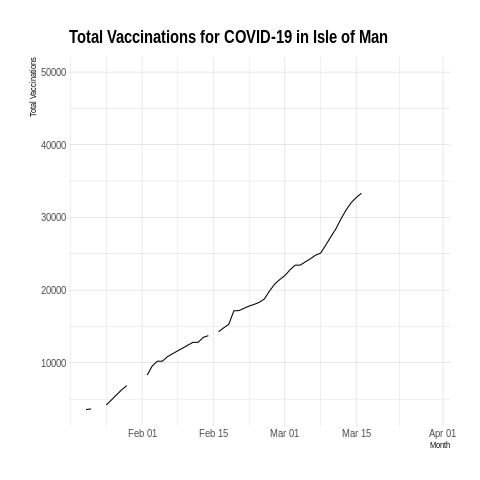 Total Vaccinations for COVID-19 in Isle of Man
Total Vaccinations
50000
40000
30000
20000
10000
Feb 01 Feb 15 Mar 01 Mar 15 Apr 01
Month